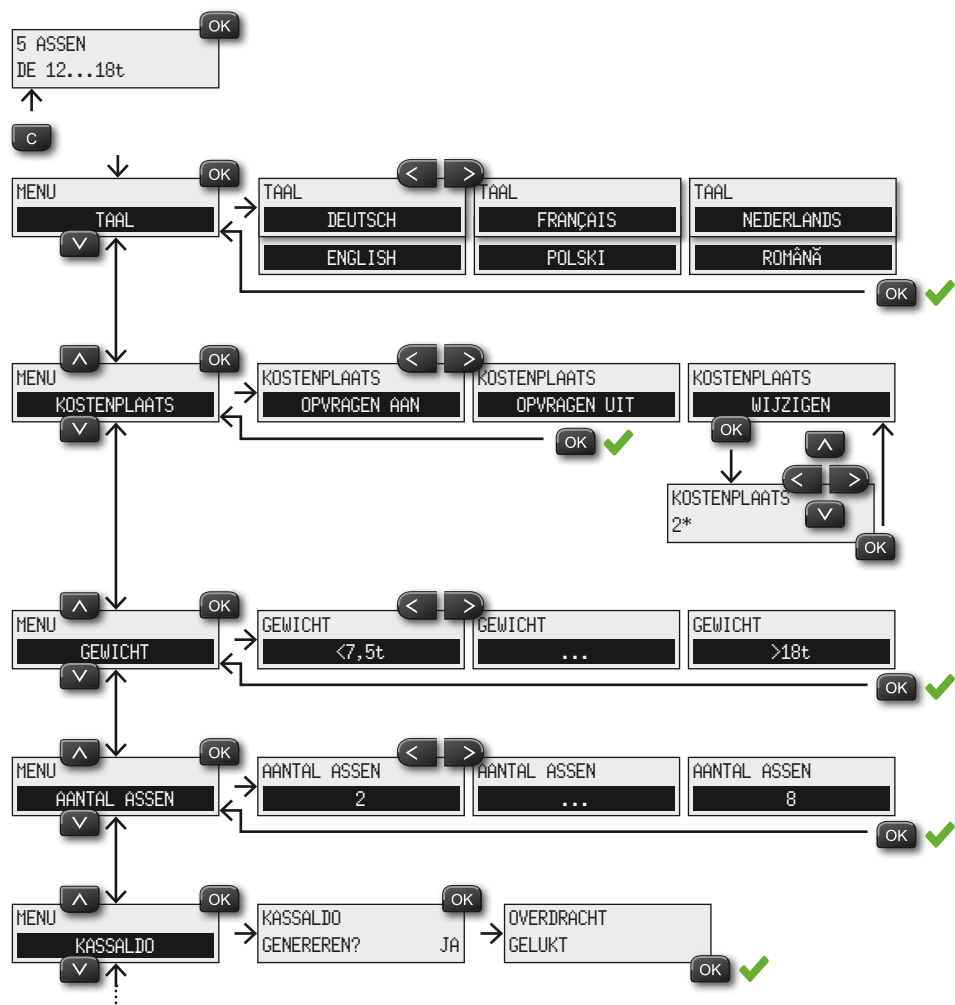 OK
5 ASSEN
DE 12...18t
C
OK
MENU
TAAL
< >
TAAL
DEUTSCH
ENGLISH
TAAL
FRANÇAIS
POLSKI
TAAL
NEDERLANDS
ROMÂNĂ
OK
OK
MENU
KOSTENPLAATS
< >
KOSTENPLAATS
OPVRAGEN AAN
KOSTENPLAATS
OPVRAGEN UIT
KOSTENPLAATS
WIJZIGEN
OK
OK
< >
KOSTENPLAATS
2*
OK
OK
MENU
GEWICHT
< >
GEWICHT
<7,5t
GEWICHT
...
GEWICHT
>18t
OK
OK
MENU
AANTAL ASSEN
< >
AANTAL ASSEN
2
AANTAL ASSEN
...
AANTAL ASSEN
8
OK
OK
MENU
KASSALDO
OK
KASSALDO
GENEREREN? JA
OVERDRACHT
GELUKT
OK